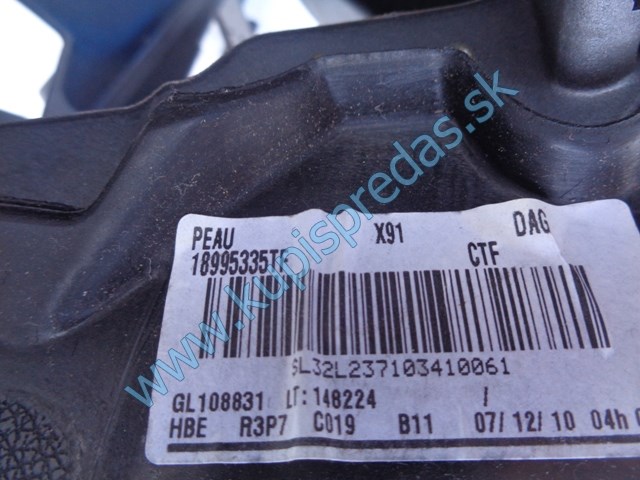 PEAU X91 DAG
18995335TF CTF
SL32L237103410061
GL108831 LT:148224 /
HBE R3P7 C019 B11 07/12/10 04h
www.kupispredas.sk